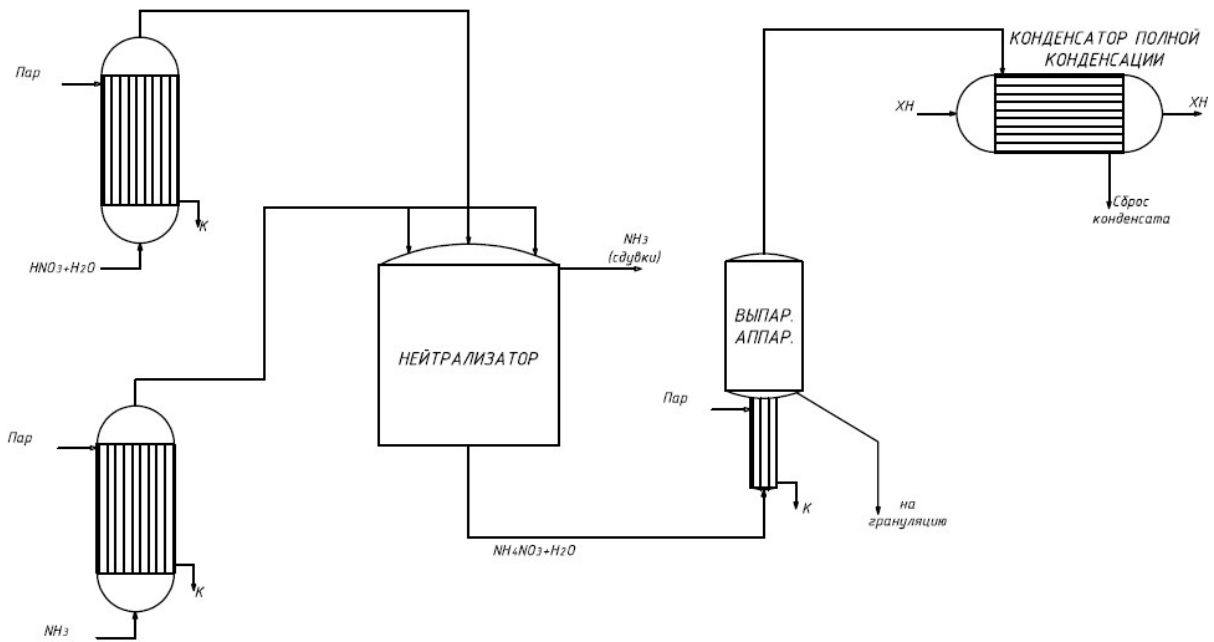 КОНДЕНСАТОР ПОЛНОЙ
КОНДЕНСАЦИИ
Пар
ХН
ХН
Сброс
конденсата
К
HNO3+H2O
NH3
(сдувки)
ВЫПАР.
АППАР.
НЕЙТРАЛИЗАТОР
Пар
Пар
К
на
грануляцию
NH4NO3+H2O
К
NH3